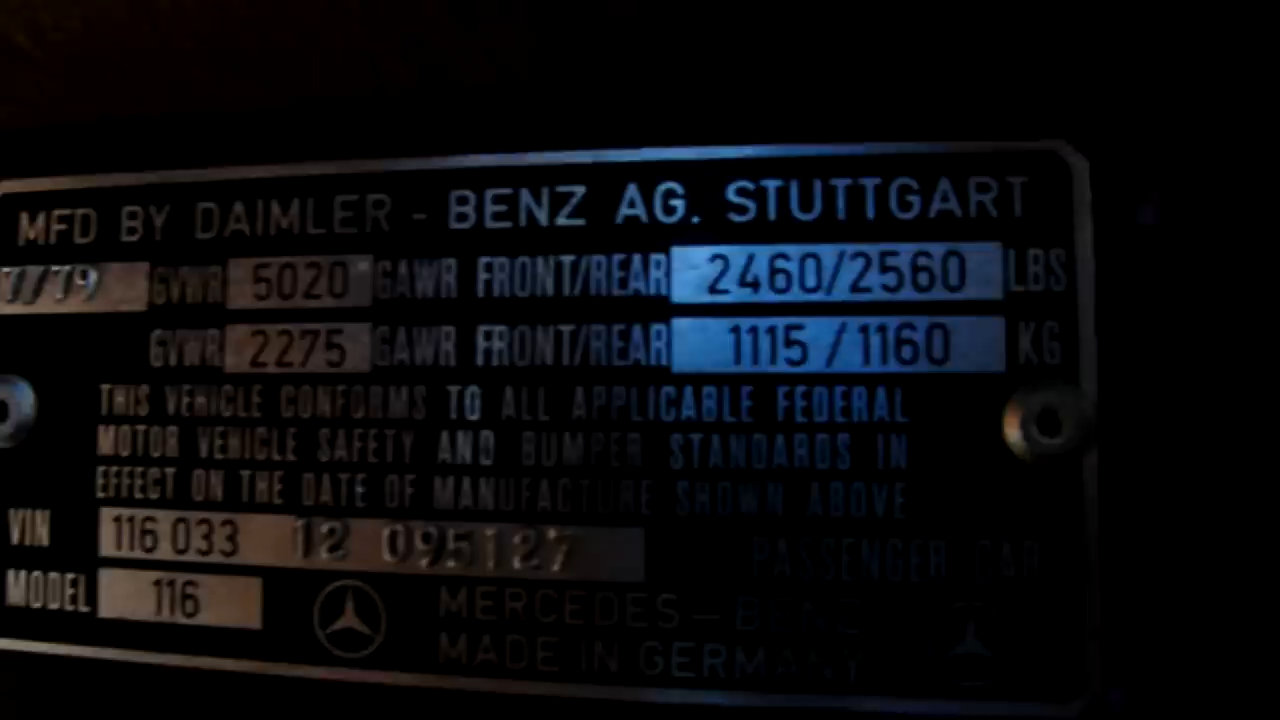 MFD BY DAIMLER - BENZ AG. STUTTGART
7/79 GVWR 5020 GAWR FRONT/REAR 2460/2560 LBS
GVWR 2275 GAWR FRONT/REAR 1115 / 1160 KG
THIS VEHICLE CONFORMS TO ALL APPLICABLE FEDERAL
MOTOR VEHICLE SAFETY AND BUMPER STANDARDS IN
EFFECT ON THE DATE OF MANUFACTURE SHOWN ABOVE
VIN 116 033 12 095127 PASSENGER CAR
MODEL 116 MERCEDES - BENZ
MADE IN GERMANY